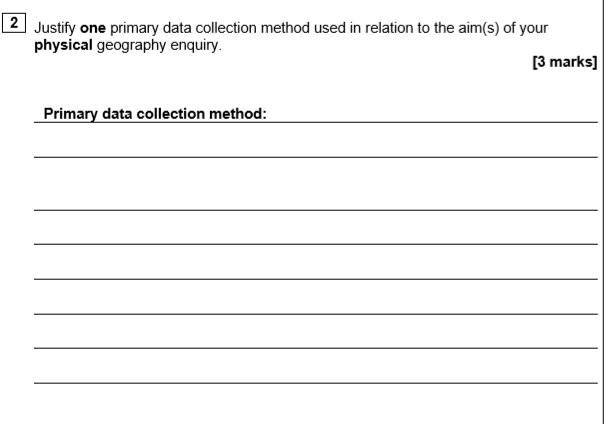 2 Justify one primary data collection method used in relation to the aim(s) of your
physical geography enquiry.
[3 marks]
Primary data collection method: